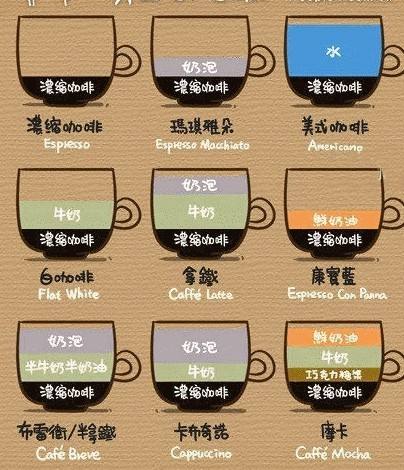 濃縮咖啡
濃縮咖啡
Espresso
奶泡
濃縮咖啡
瑪琪雅朵
Espresso Macchiato
水
濃縮咖啡
美式咖啡
Americano
牛奶
濃縮咖啡
白咖啡
Flat White
奶泡
牛奶
濃縮咖啡
拿鐵
Caffé Latte
鮮奶油
濃縮咖啡
康寶藍
Espresso Con Panna
奶泡
半牛奶半奶油
濃縮咖啡
布雷衛/半拿鐵
Café Breve
奶泡
牛奶
濃縮咖啡
卡布奇諾
Cappuccino
鮮奶油
牛奶
巧克力糖漿
濃縮咖啡
摩卡
Caffé Mocha